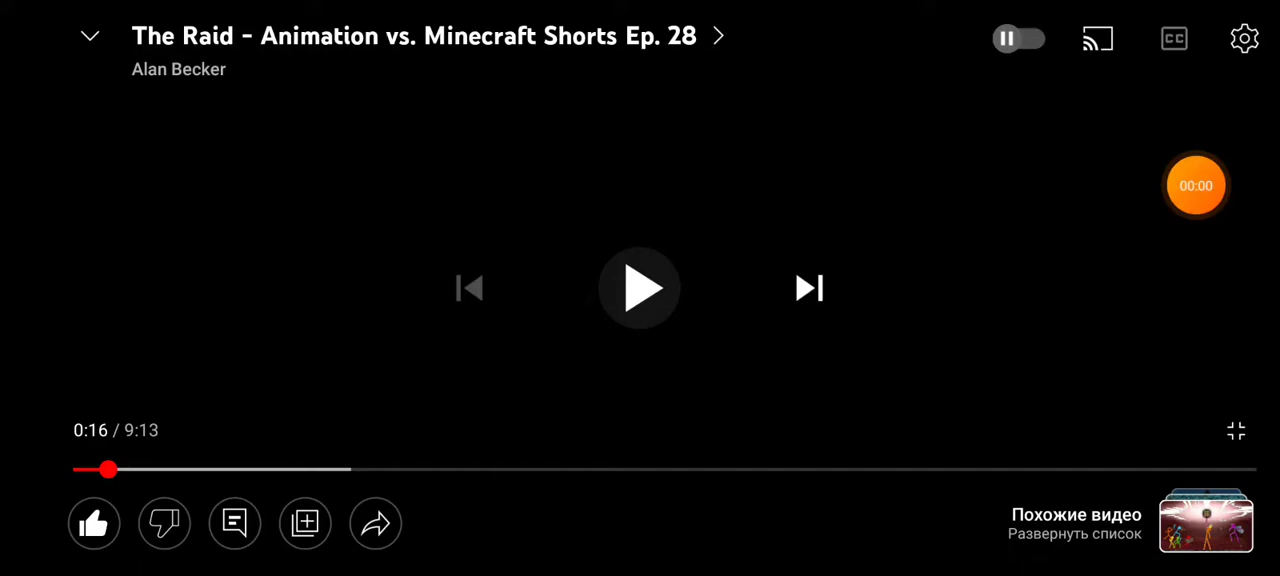 The Raid - Animation vs. Minecraft Shorts Ep. 28
Alan Becker
CC
00:00
0:16 / 9:13
Похожие видео
Развернуть список